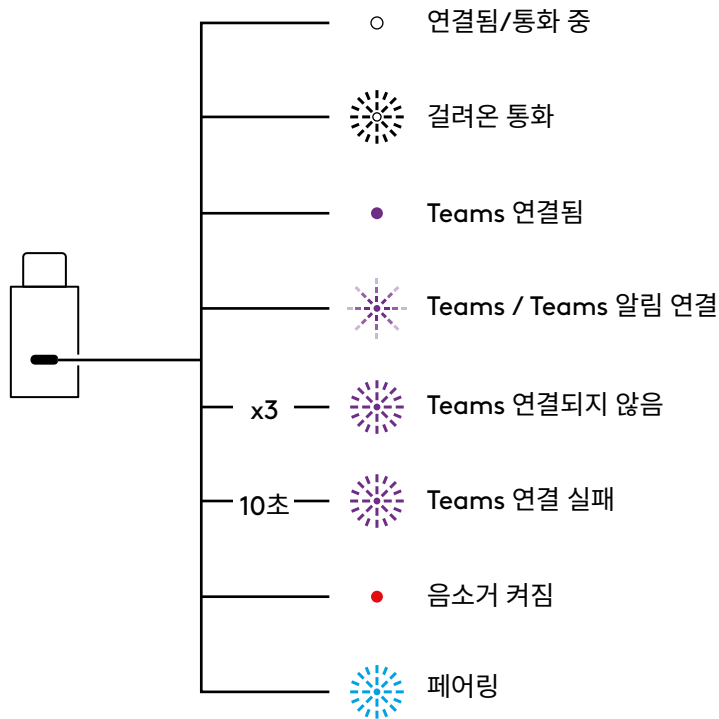 연결됨/통화 중
걸려온 통화
Teams 연결됨
Teams / Teams 알림 연결
x3
Teams 연결되지 않음
10초
Teams 연결 실패
음소거 켜짐
페어링